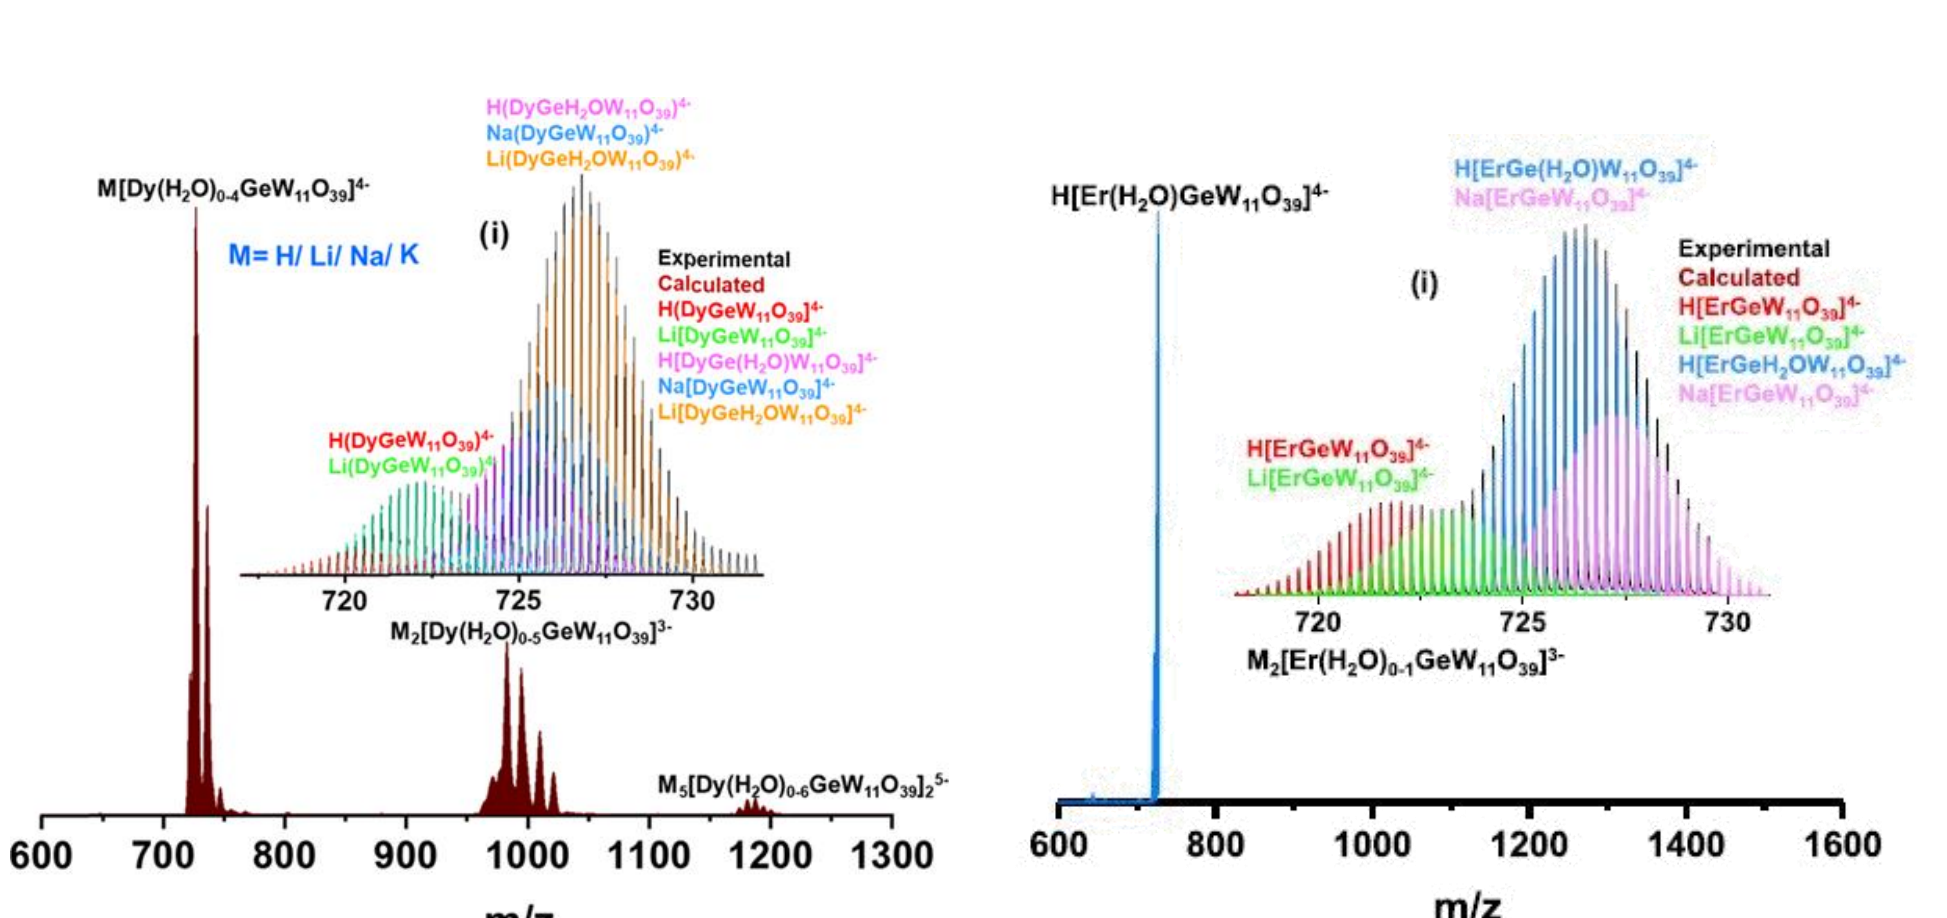 H(DyGeH₂OW₁₁O₃₉)⁴⁻
Na(DyGeW₁₁O₃₉)⁴⁻
Li(DyGeH₂OW₁₁O₃₉)⁴⁻
M[Dy(H₂O)₀₋₄GeW₁₁O₃₉]⁴⁻
M= H/ Li/ Na/ K
(i)
Experimental
Calculated
H(DyGeW₁₁O₃₉]⁴⁻
Li[DyGeW₁₁O₃₉]⁴⁻
H[DyGe(H₂O)W₁₁O₃₉]⁴⁻
Na[DyGeW₁₁O₃₉]⁴⁻
Li[DyGeH₂OW₁₁O₃₉]⁴⁻
H(DyGeW₁₁O₃₉)⁴⁻
Li(DyGeW₁₁O₃₉)⁴
720 725 730
M₂[Dy(H₂O)₀₋₅GeW₁₁O₃₉]³⁻
M₅[Dy(H₂O)₀₋₆GeW₁₁O₃₉]₂⁵⁻
600 700 800 900 1000 1100 1200 1300
m/z
H[ErGe(H₂O)W₁₁O₃₉]⁴⁻
Na[ErGeW₁₁O₃₉]⁴⁻
H[Er(H₂O)GeW₁₁O₃₉]⁴⁻
(i)
Experimental
Calculated
H[ErGeW₁₁O₃₉]⁴⁻
Li[ErGeW₁₁O₃₉]⁴⁻
H[ErGeH₂OW₁₁O₃₉]⁴⁻
Na[ErGeW₁₁O₃₉]⁴⁻
H[ErGeW₁₁O₃₉]⁴⁻
Li[ErGeW₁₁O₃₉]⁴⁻
720 725 730
M₂[Er(H₂O)₀₋₁GeW₁₁O₃₉]³⁻
600 800 1000 1200 1400 1600
m/z